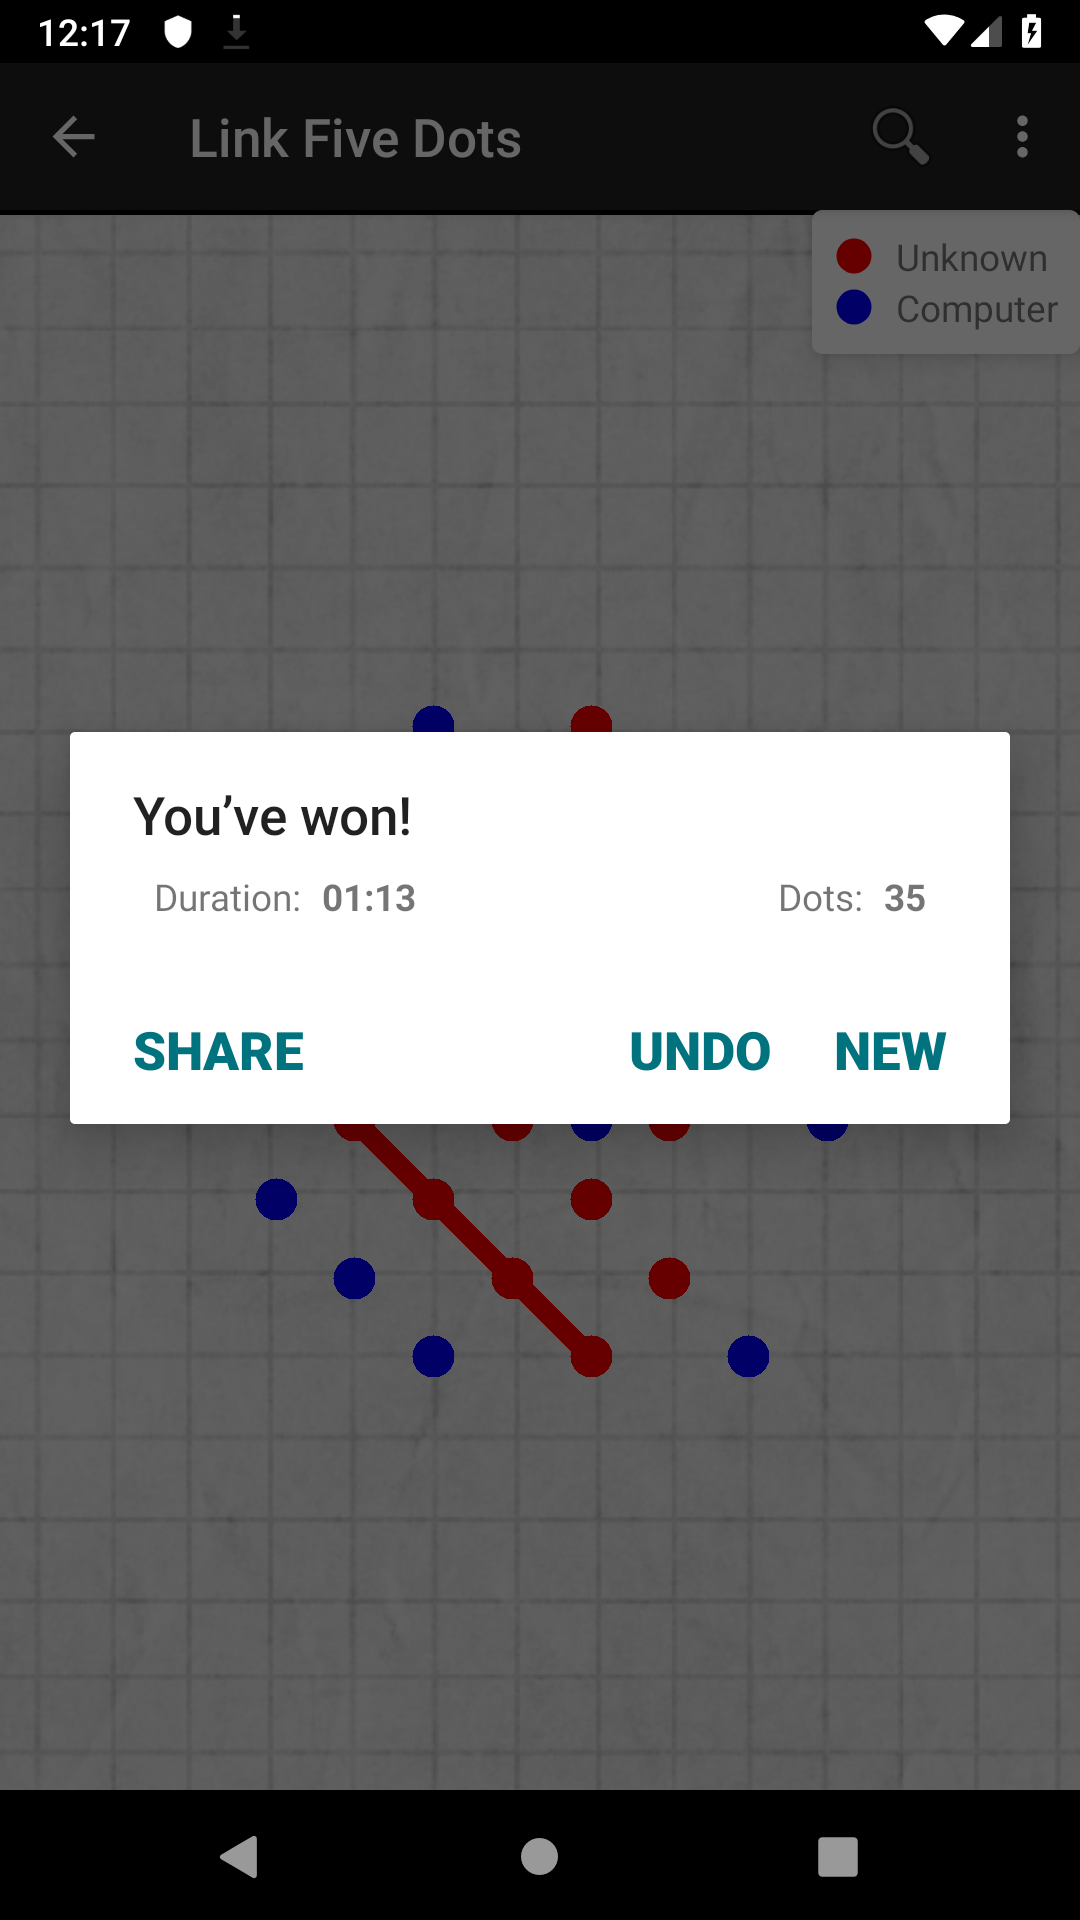 12:17
Link Five Dots
Unknown
Computer
You’ve won!
Duration: 01:13 Dots: 35
SHARE UNDO NEW